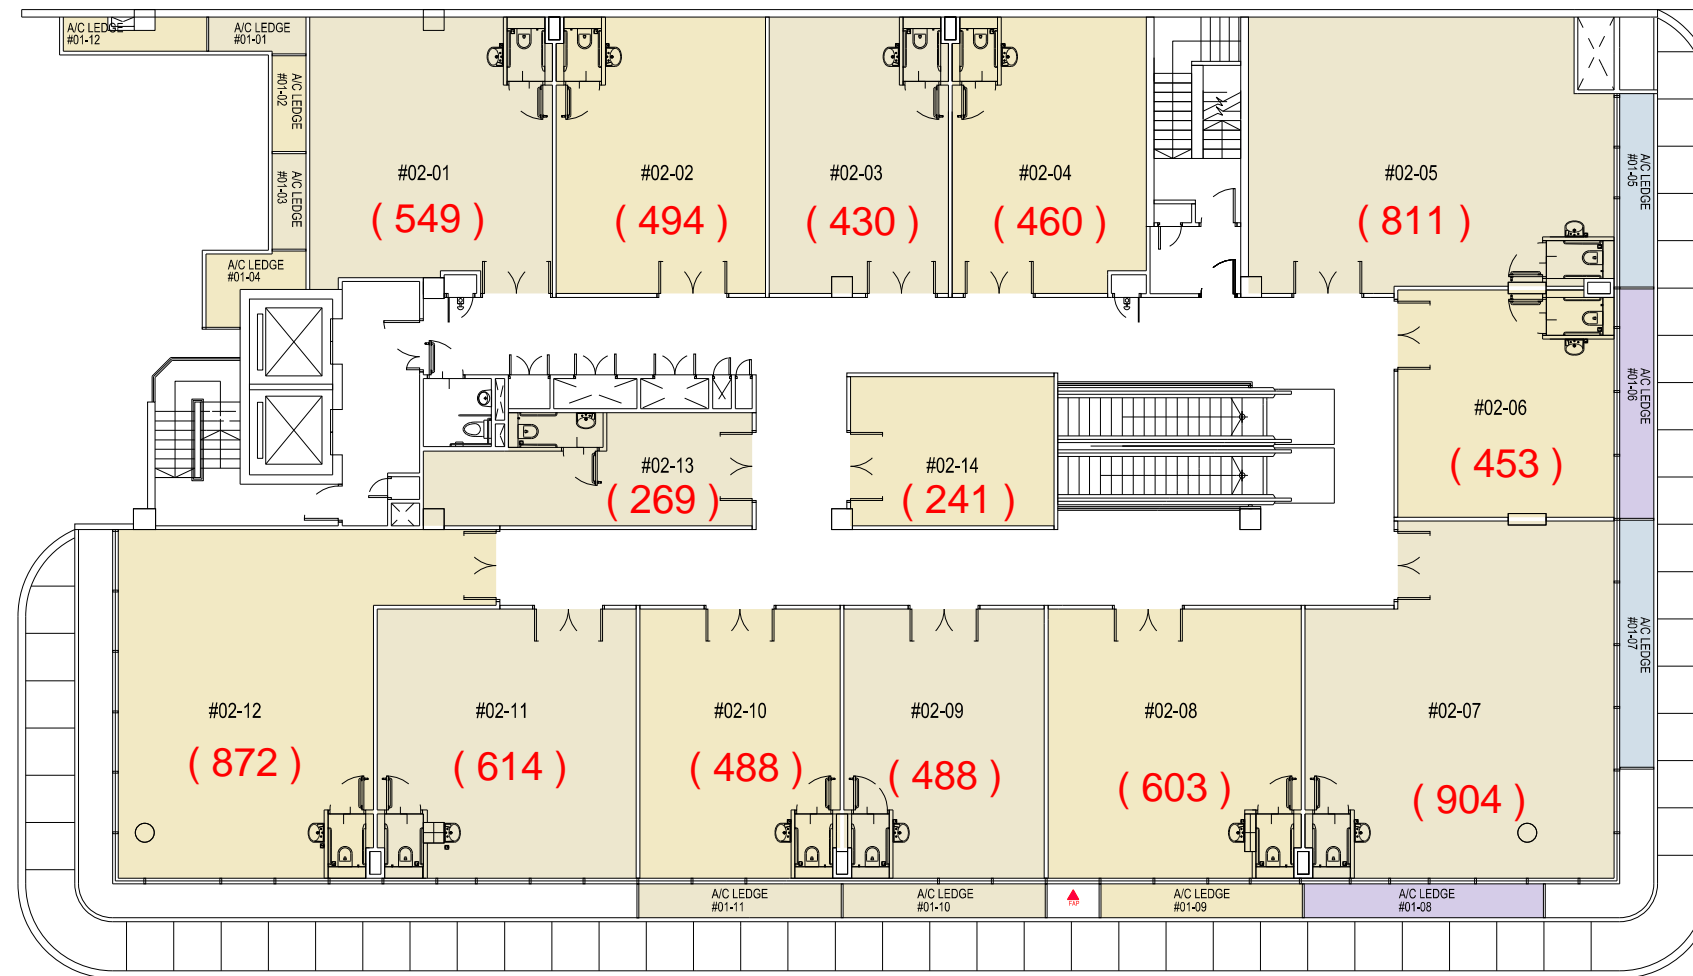 A/C LEDGE
#01-12
A/C LEDGE
#01-01
A/C LEDGE
#01-02
A/C LEDGE
#01-03
A/C LEDGE
#01-04
#02-01
( 549 )
#02-02
( 494 )
#02-03
( 430 )
#02-04
( 460 )
#02-05
( 811 )
A/C LEDGE
#01-05
A/C LEDGE
#01-06
#02-06
( 453 )
#02-13
( 269 )
#02-14
( 241 )
A/C LEDGE
#01-07
#02-12
( 872 )
#02-11
( 614 )
#02-10
( 488 )
#02-09
( 488 )
#02-08
( 603 )
#02-07
( 904 )
A/C LEDGE
#01-11
A/C LEDGE
#01-10
FAP
A/C LEDGE
#01-09
A/C LEDGE
#01-08